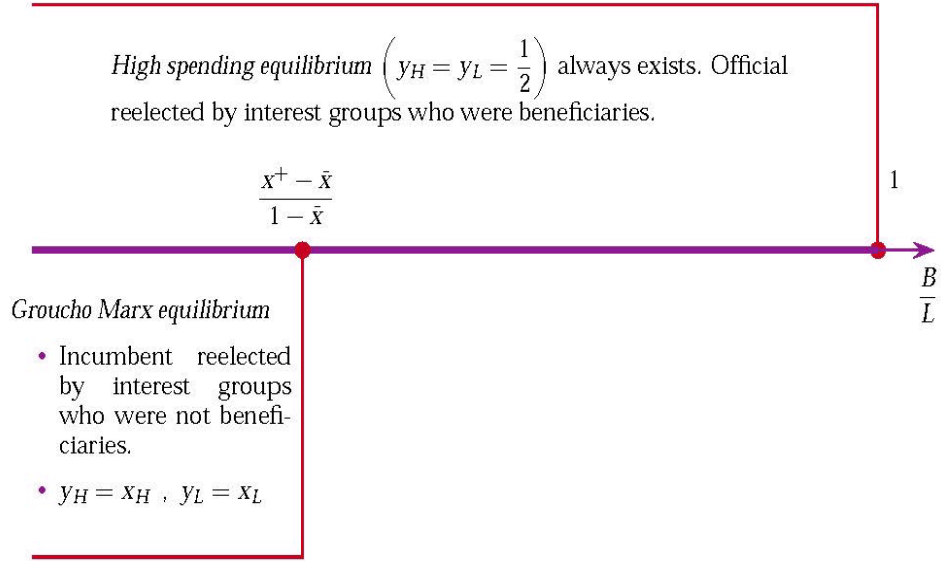 High spending equilibrium (y_H = y_L = 1/2) always exists. Official
reelected by interest groups who were beneficiaries.
x⁺ − x̄
1 − x̄
1
B
L
Groucho Marx equilibrium
• Incumbent reelected
by interest groups
who were not benefi-
ciaries.
• y_H = x_H , y_L = x_L